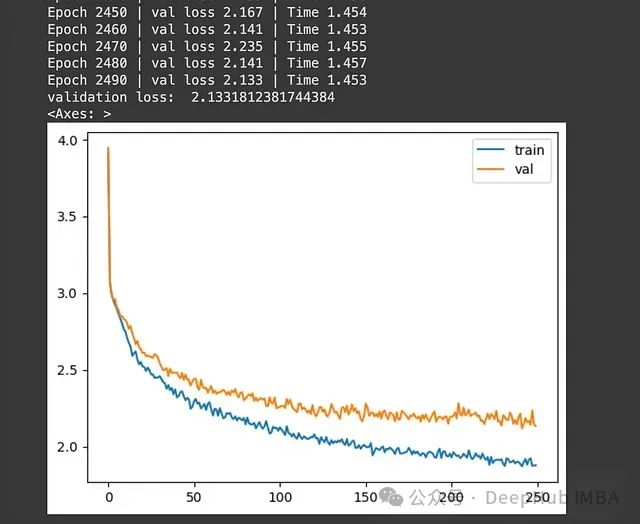 Epoch 2450 | val loss 2.167 | Time 1.454
Epoch 2460 | val loss 2.141 | Time 1.453
Epoch 2470 | val loss 2.235 | Time 1.455
Epoch 2480 | val loss 2.141 | Time 1.457
Epoch 2490 | val loss 2.133 | Time 1.453
validation loss:  2.1331812381744384
<Axes: >
4.0
3.5
3.0
2.5
2.0
train
val
0 50 100 150 200 250
公众号 · DeepHub IMBA